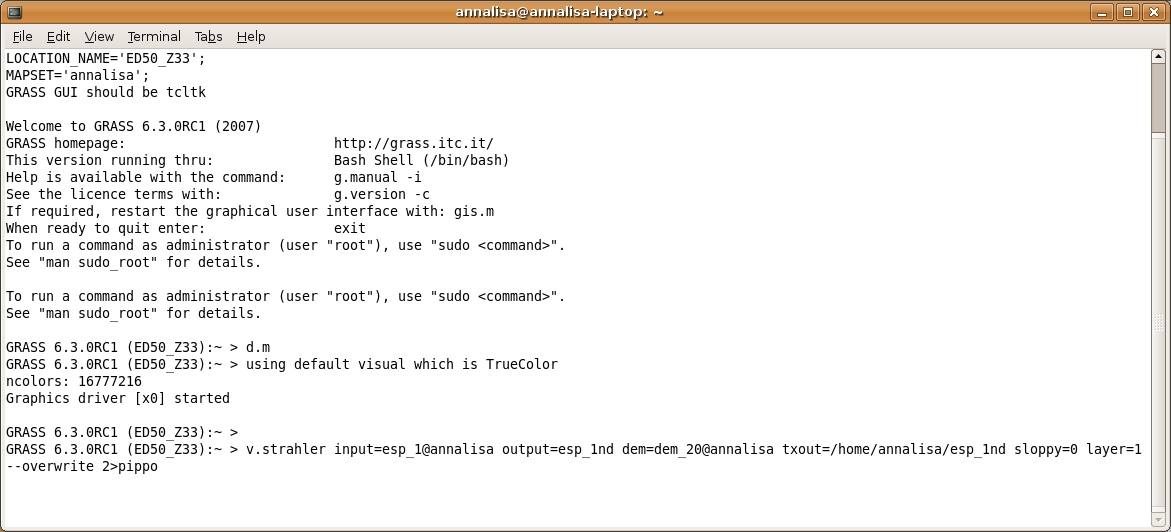 annalisa@annalisa-laptop: ~
File Edit View Terminal Tabs Help
LOCATION_NAME='ED50_Z33';
MAPSET='annalisa';
GRASS GUI should be tcltk
Welcome to GRASS 6.3.0RC1 (2007)
GRASS homepage: http://grass.itc.it/
This version running thru: Bash Shell (/bin/bash)
Help is available with the command: g.manual -i
See the licence terms with: g.version -c
If required, restart the graphical user interface with: gis.m
When ready to quit enter: exit
To run a command as administrator (user "root"), use "sudo <command>".
See "man sudo_root" for details.
To run a command as administrator (user "root"), use "sudo <command>".
See "man sudo_root" for details.
GRASS 6.3.0RC1 (ED50_Z33):~ > d.m
GRASS 6.3.0RC1 (ED50_Z33):~ > using default visual which is TrueColor
ncolors: 16777216
Graphics driver [x0] started
GRASS 6.3.0RC1 (ED50_Z33):~ >
GRASS 6.3.0RC1 (ED50_Z33):~ > v.strahler input=esp_1@annalisa output=esp_1nd dem=dem_20@annalisa txout=/home/annalisa/esp_1nd sloppy=0 layer=1
--overwrite 2>pippo